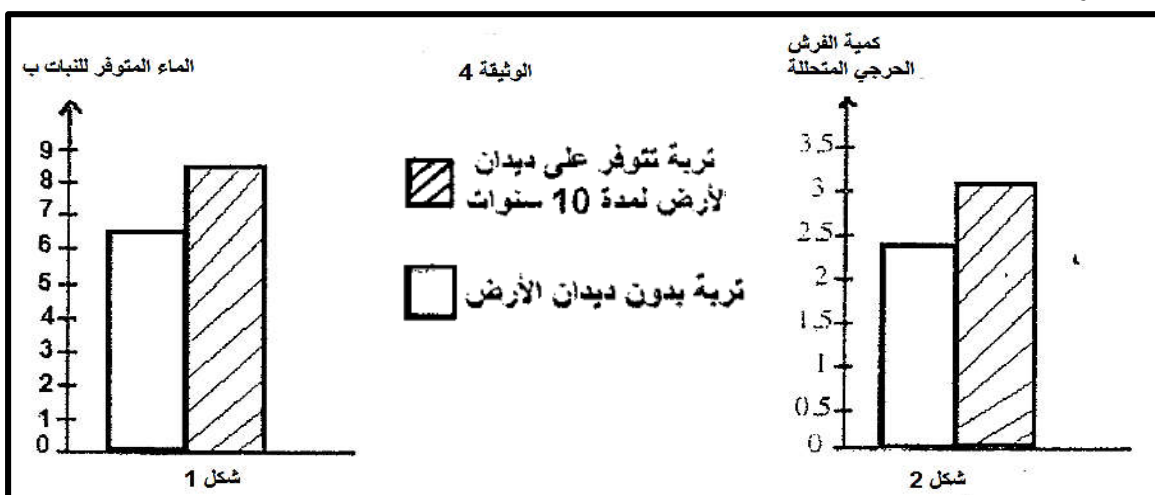 كمية الفرش
الحرجي المتحللة
الوثيقة 4
الماء المتوفر للنبات ب
3.5
3
2.5
2
1.5
1
0.5
0
شكل 2
تربة تتوفر على ديدان
لأرض لمدة 10 سنوات
تربة بدون ديدان الأرض
9
8
7
6
5
4
3
2
1
0
شكل 1